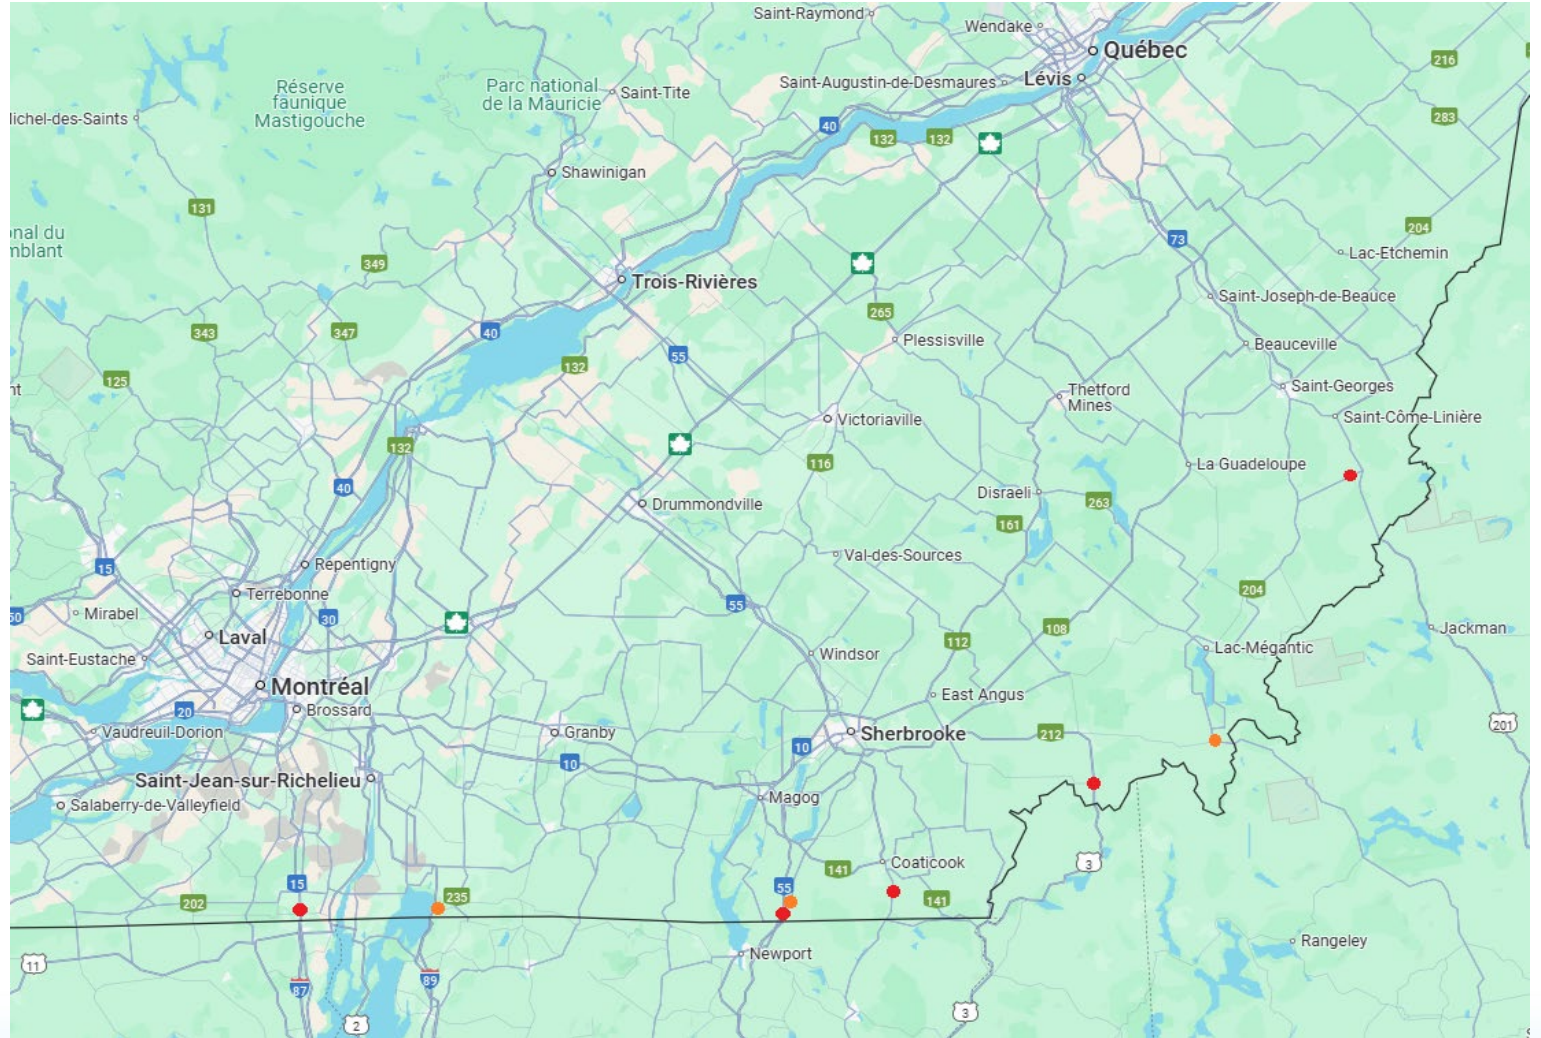 Saint-Raymond
Wendake
Québec
Saint-Augustin-de-Desmaures
Lévis
216
Réserve
faunique
Mastigouche
Parc national
de la Mauricie
Saint-Tite
283
ichel-des-Saints
40
132
132
Shawinigan
131
204
onal du
mblant
73
Lac-Etchemin
349
Trois-Rivières
Saint-Joseph-de-Beauce
265
343
347
40
Plessisville
Beauceville
55
132
125
nt
Saint-Georges
Thetford
Mines
Victoriaville
Saint-Côme-Linière
132
116
La Guadeloupe
40
Disraeli
263
Drummondville
161
Val-des-Sources
15
Repentigny
Terrebonne
204
55
50
Mirabel
30
108
Jackman
Laval
112
Lac-Mégantic
Saint-Eustache
Windsor
Montréal
East Angus
20
Brossard
201
Vaudreuil-Dorion
Granby
Sherbrooke
212
10
10
Saint-Jean-sur-Richelieu
Magog
Salaberry-de-Valleyfield
Coaticook
3
141
15
55
202
235
141
Rangeley
Newport
11
89
87
3
2